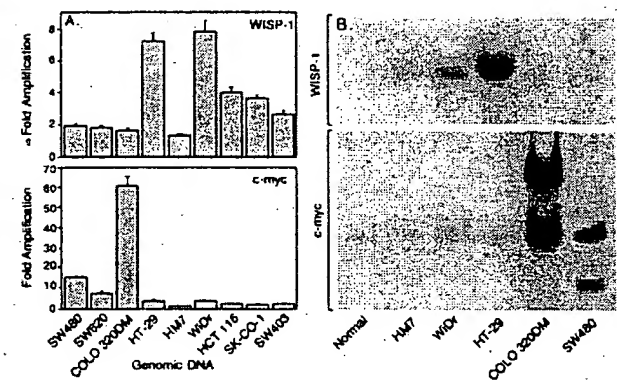 A
WISP-1
Fold Amplification
8
6
4
2
0
c-myc
Fold Amplification
70
60
50
40
30
20
10
0
SW480
SW620
COLO 320DM
HT-29
HM7
WiDr
HCT 116
SK-CO-1
SW403
Genomic DNA
B
WISP-1
c-myc
Normal
HM7
WiDr
HT-29
COLO 320DM
SW480